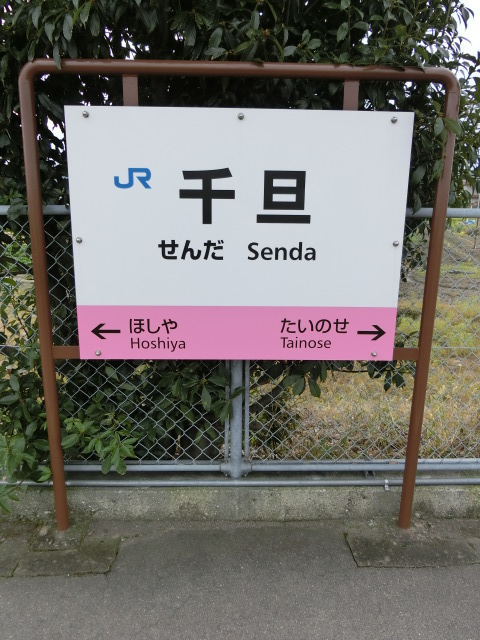 JR 千旦
せんだ Senda
← ほしや たいのせ →
Hoshiya Tainose